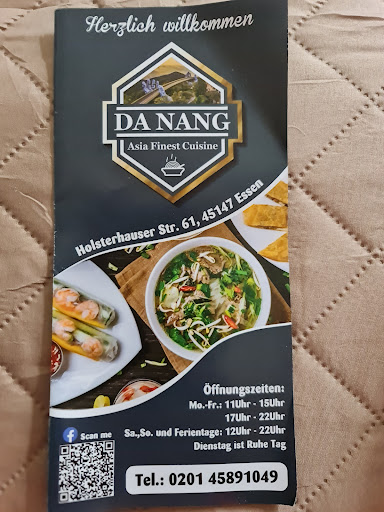 Herzlich willkommen
DA NANG
Asia Finest Cuisine
Holsterhauser Str. 61, 45147 Essen
Öffnungszeiten:
Mo.-Fr.: 11Uhr - 15Uhr
17Uhr - 22Uhr
Sa.,So. und Ferientage: 12Uhr - 22Uhr
Dienstag ist Ruhe Tag
Scan me
Tel.: 0201 45891049